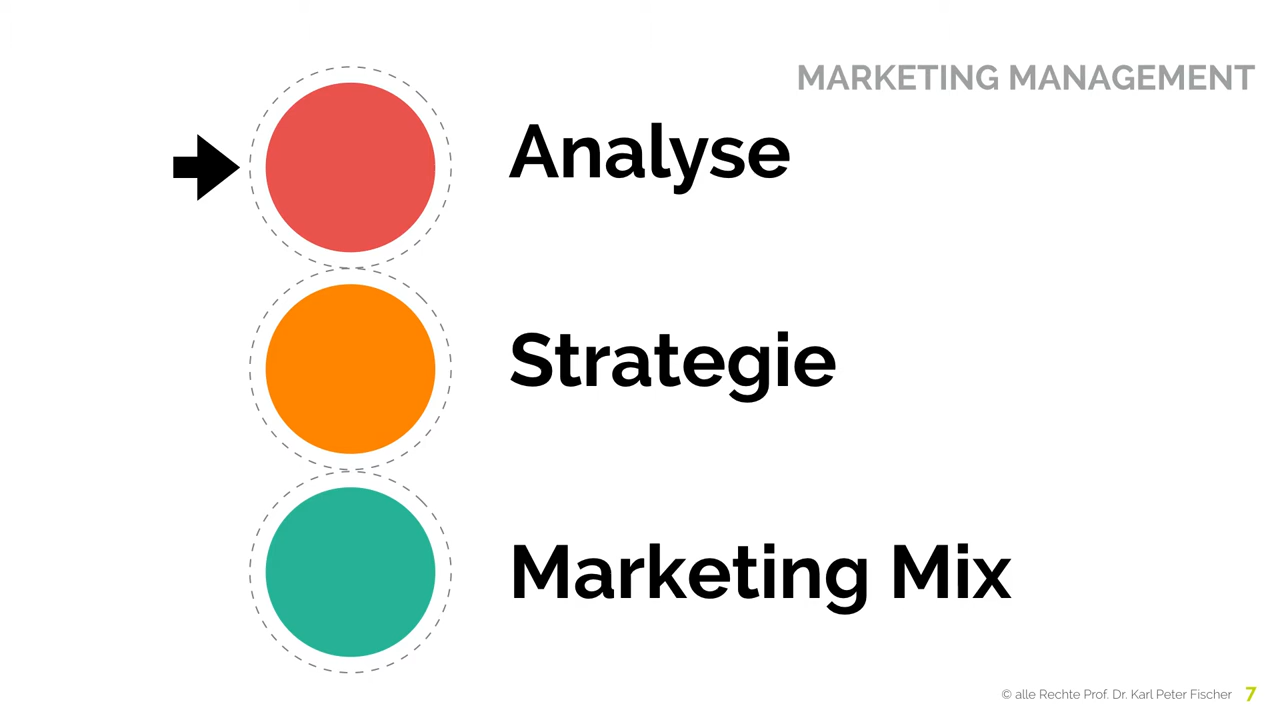 MARKETING MANAGEMENT
Analyse
Strategie
Marketing Mix
© alle Rechte Prof. Dr. Karl Peter Fischer 7